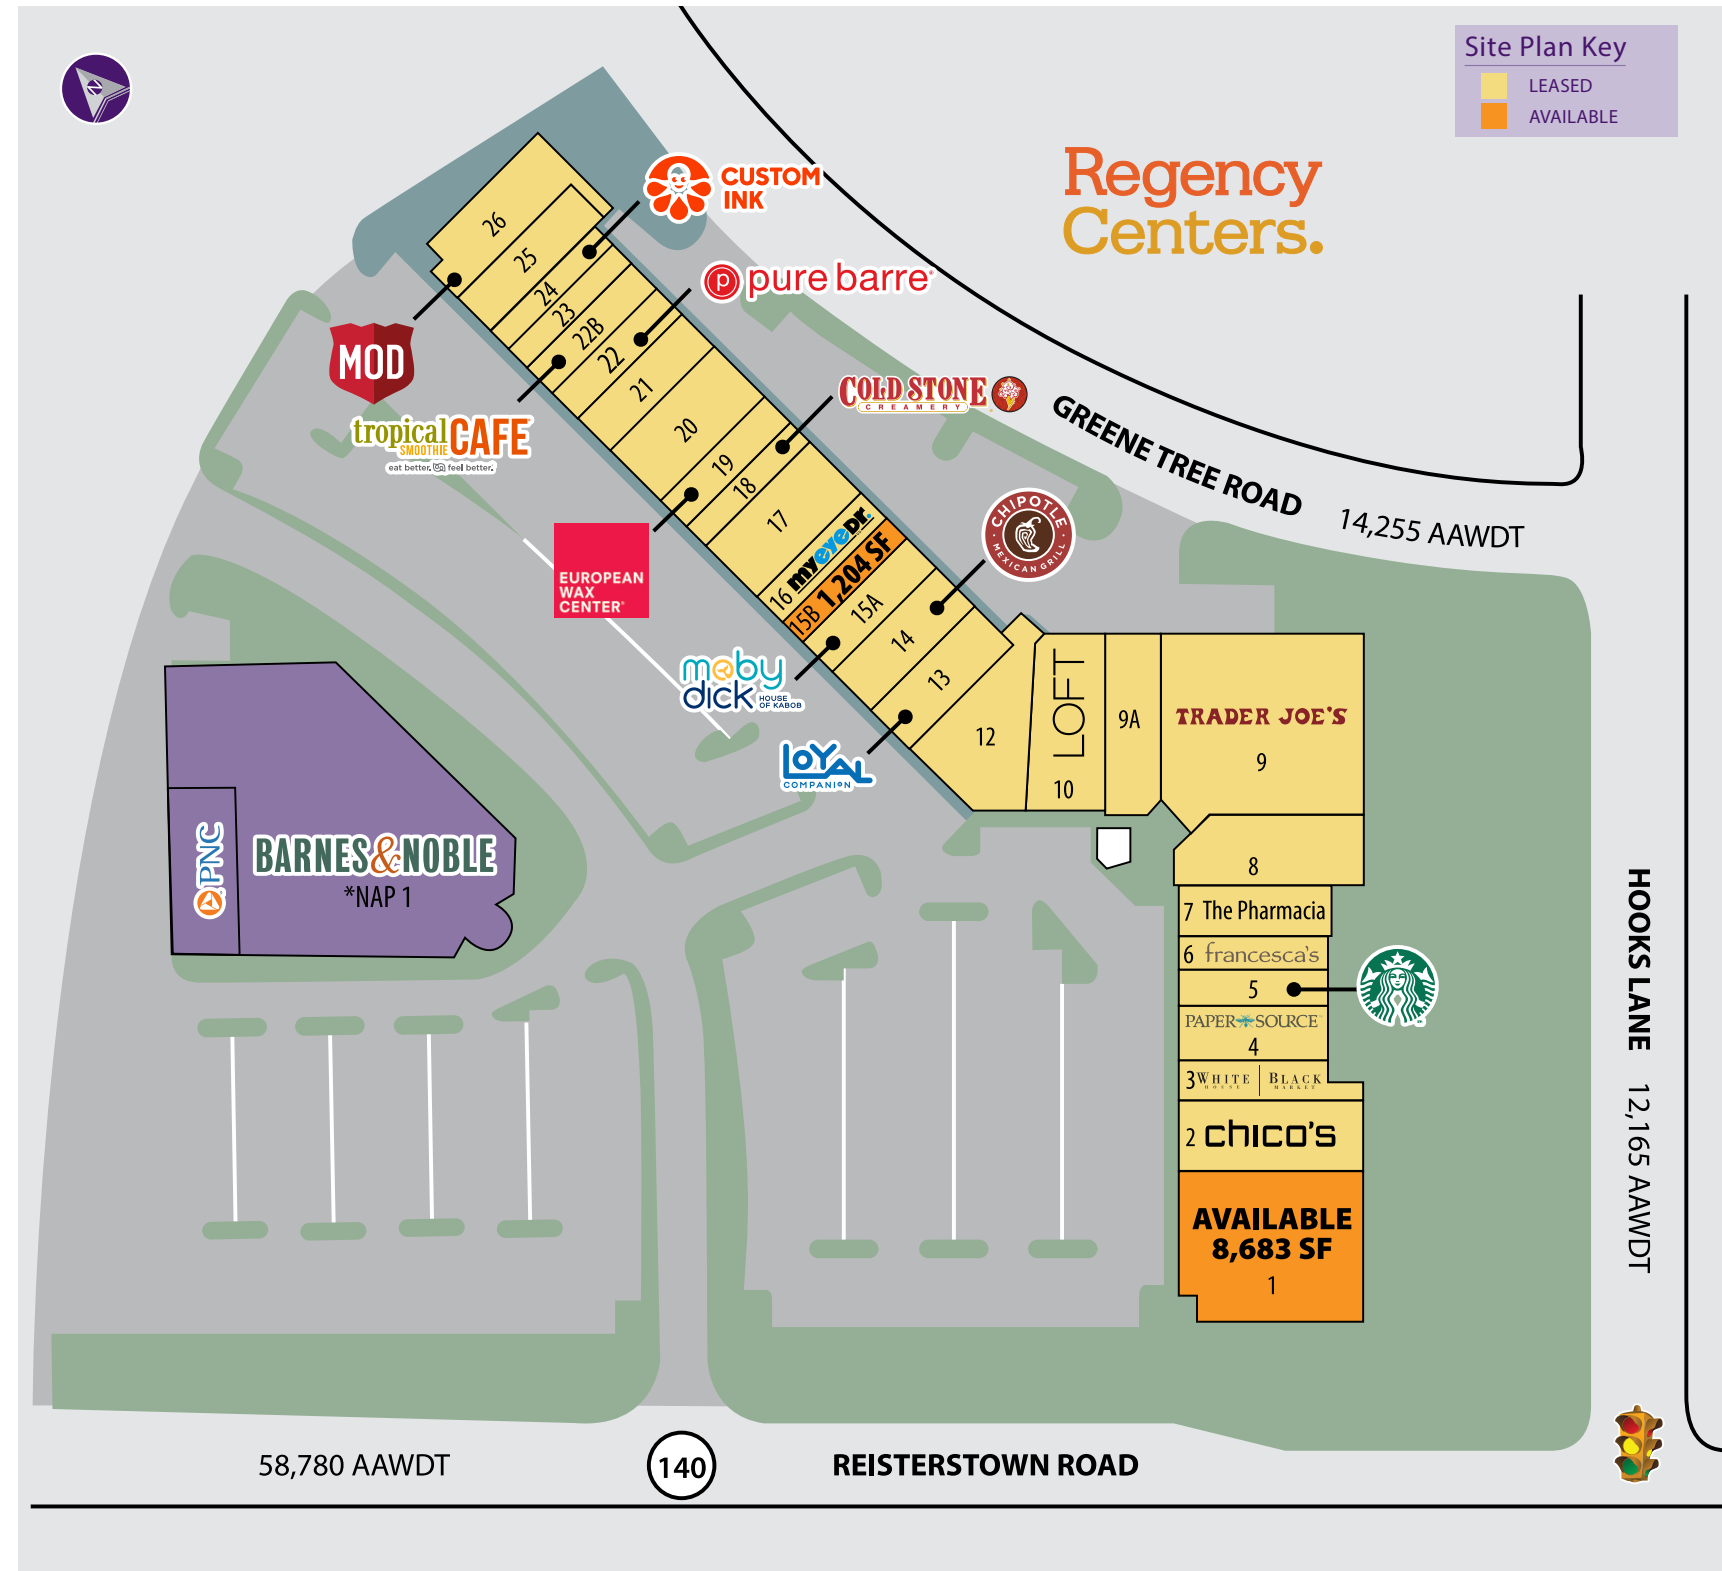 Site Plan Key
LEASED
AVAILABLE
N
Regency
Centers.
CUSTOM
INK
pure barre
MOD
tropical
SMOOTHIE
CAFE
eat better. feel better.
COLD STONE
CREAMERY
CHIPOTLE
MEXICAN GRILL
EUROPEAN
WAX
CENTER
moby
dick
HOUSE
OF KABOB
LOYAL
COMPANION
26
25
24
23
22B
22
21
20
19
18
17
16 myeyeDr.
15B 1,204 SF
15A
14
13
12
LOFT
10
9A
TRADER JOE'S
9
8
7 The Pharmacia
6 francesca's
5
PAPER SOURCE
4
3 WHITE HOUSE | BLACK MARKET
2 chico's
AVAILABLE
8,683 SF
1
PNC
BARNES&NOBLE
*NAP 1
GREENE TREE ROAD 14,255 AAWDT
HOOKS LANE 12,165 AAWDT
58,780 AAWDT
140
REISTERSTOWN ROAD